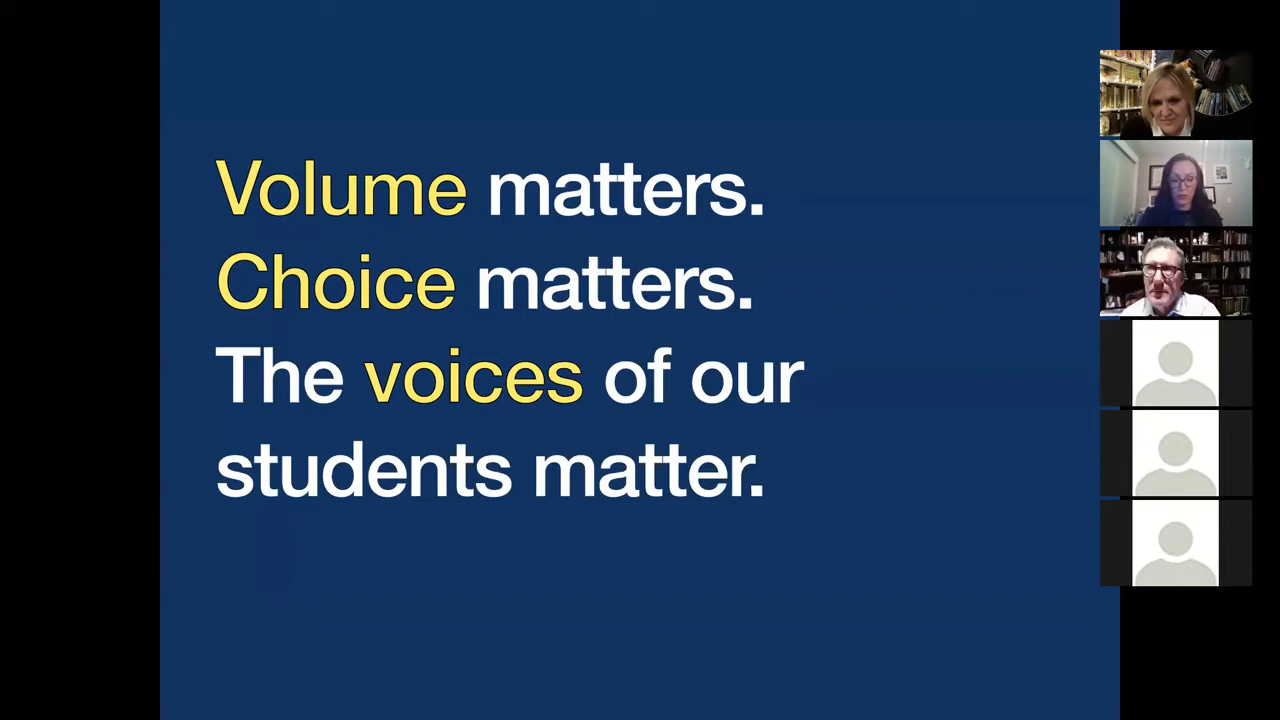 Volume matters.
Choice matters.
The voices of our
students matter.